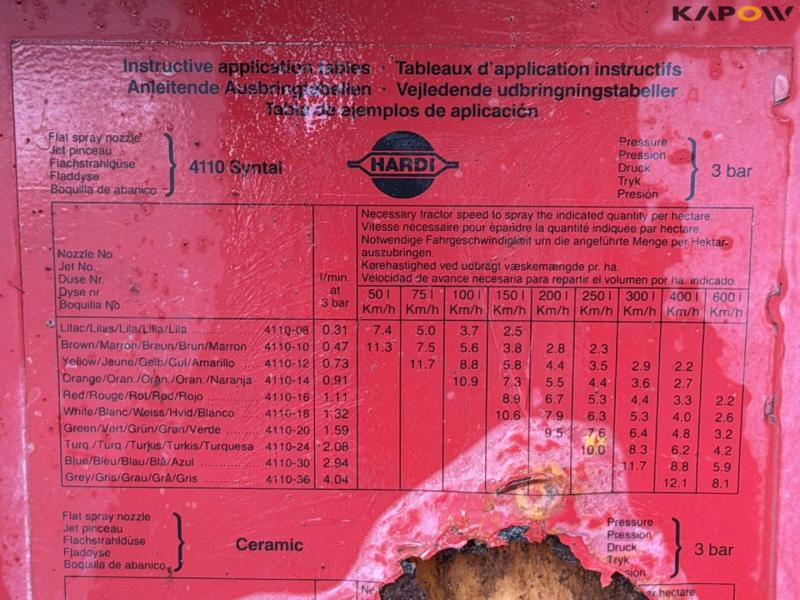 KAPOW
Instructive application tables · Tableaux d'application instructifs
Anleitende Ausbringtabellen · Vejledende udbringningstabeller
Tabla de ejemplos de aplicación
Flat spray nozzle
Jet pinceau
Flachstrahldüse
Fladdyse
Boquilla de abanico
4110 Syntal
HARDI
Pressure
Pression
Druck
Tryk
Presión
3 bar
Nozzle No.
Jet No.
Düse Nr.
Dyse nr.
Boquilla No.
l/min.
at
3 bar
Necessary tractor speed to spray the indicated quantity per hectare.
Vitesse nécessaire pour épandre la quantité indiquée par hectare.
Notwendige Fahrgeschwindigkeit um die angeführte Menge per Hektar-
auszubringen.
Kørehastighed ved udbragt væskemængde pr. ha.
Velocidad de avance necesaria para repartir el volumen por ha. indicado
50 l 75 l 100 l 150 l 200 l 250 l 300 l 400 l 600 l
Km/h Km/h Km/h Km/h Km/h Km/h Km/h Km/h Km/h
Lilac/Lilas/Lila/Lilla/Lila 4110-08 0.31 7.4 5.0 3.7 2.5
Brown/Marron/Braun/Brun/Marron 4110-10 0.47 11.3 7.5 5.6 3.8 2.8 2.3
Yellow/Jaune/Gelb/Gul/Amarillo 4110-12 0.73 11.7 8.8 5.8 4.4 3.5 2.9 2.2
Orange/Oran./Oran./Oran./Naranja 4110-14 0.91 10.9 7.3 5.5 4.4 3.6 2.7
Red/Rouge/Rot/Rød/Rojo 4110-16 1.11 8.9 6.7 5.3 4.4 3.3 2.2
White/Blanc/Weiss/Hvid/Blanco 4110-18 1.32 10.6 7.9 6.3 5.3 4.0 2.6
Green/Vert/Grün/Grøn/Verde 4110-20 1.59 9.5 7.6 6.4 4.8 3.2
Turq./Turq./Turkis/Turkis/Turquesa 4110-24 2.08 10.0 8.3 6.2 4.2
Blue/Bleu/Blau/Blå/Azul 4110-30 2.94 11.7 8.8 5.9
Grey/Gris/Grau/Grå/Gris 4110-36 4.04 12.1 8.1
Flat spray nozzle
Jet pinceau
Flachstrahldüse
Fladdyse
Boquilla de abanico
Ceramic
Pressure
Pression
Druck
Tryk
3 bar